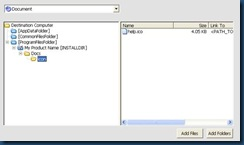 Document
Destination Computer
[AppDataFolder]
[CommonFilesFolder]
[ProgramFilesFolder]
My Product Name [INSTALLDIR]
Docs
Name Size Link To
help.ico 4.05 KB <PATH_TO
Add Files Add Folders